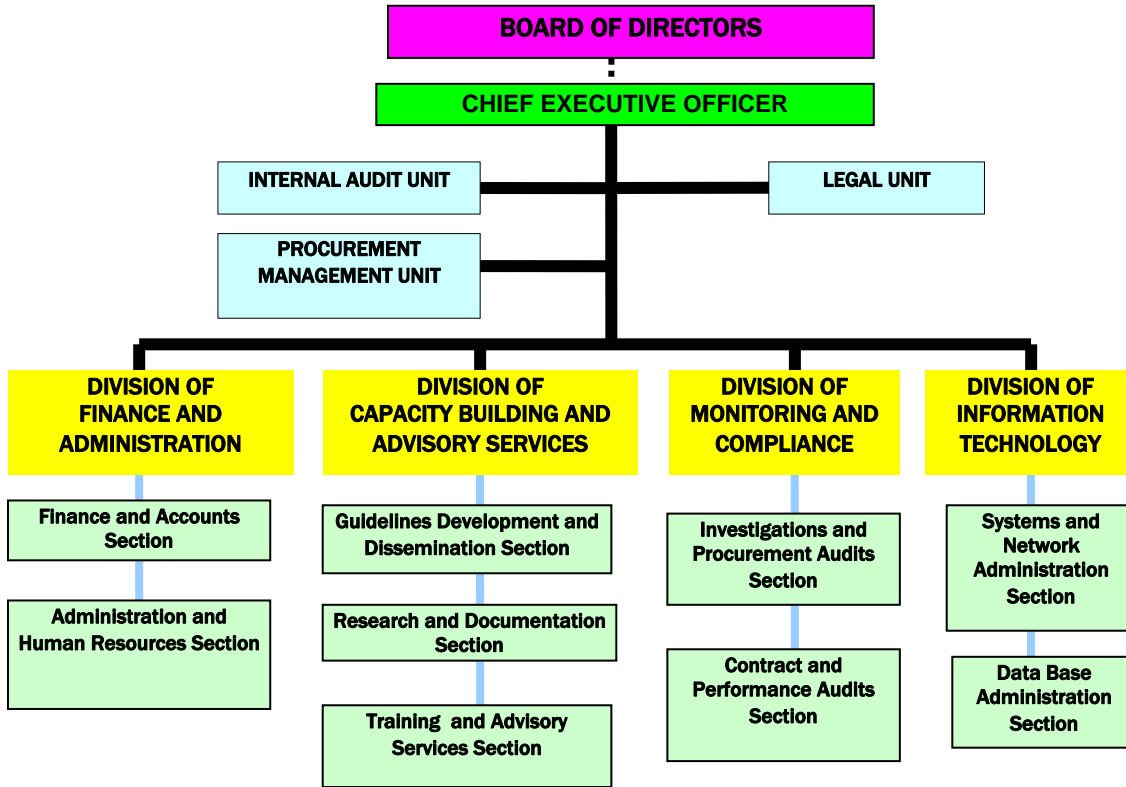 BOARD OF DIRECTORS
CHIEF EXECUTIVE OFFICER
INTERNAL AUDIT UNIT
LEGAL UNIT
PROCUREMENT
MANAGEMENT UNIT
DIVISION OF
FINANCE AND
ADMINISTRATION
DIVISION OF
CAPACITY BUILDING AND
ADVISORY SERVICES
DIVISION OF
MONITORING AND
COMPLIANCE
DIVISION OF
INFORMATION
TECHNOLOGY
Finance and Accounts
Section
Administration and
Human Resources Section
Guidelines Development and
Dissemination Section
Research and Documentation
Section
Training and Advisory
Services Section
Investigations and
Procurement Audits
Section
Contract and
Performance Audits
Section
Systems and
Network
Administration
Section
Data Base
Administration
Section